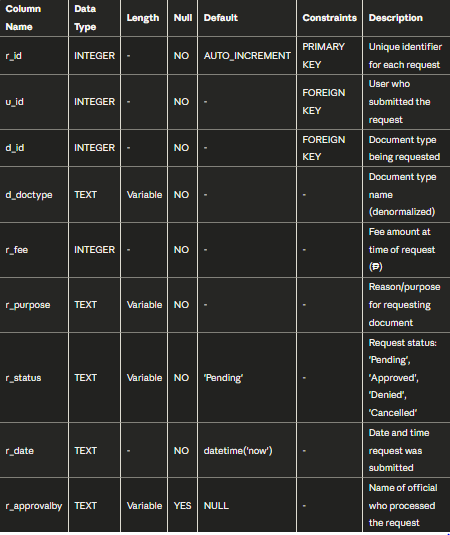 Column Name | Data Type | Length | Null | Default | Constraints | Description
r_id | INTEGER | - | NO | AUTO_INCREMENT | PRIMARY KEY | Unique identifier for each request
u_id | INTEGER | - | NO | - | FOREIGN KEY | User who submitted the request
d_id | INTEGER | - | NO | - | FOREIGN KEY | Document type being requested
d_doctype | TEXT | Variable | NO | - | - | Document type name (denormalized)
r_fee | INTEGER | - | NO | - | - | Fee amount at time of request (₱)
r_purpose | TEXT | Variable | NO | - | - | Reason/purpose for requesting document
r_status | TEXT | Variable | NO | 'Pending' | - | Request status: 'Pending', 'Approved', 'Denied', 'Cancelled'
r_date | TEXT | - | NO | datetime('now') | - | Date and time request was submitted
r_approvalby | TEXT | Variable | YES | NULL | - | Name of official who processed the request